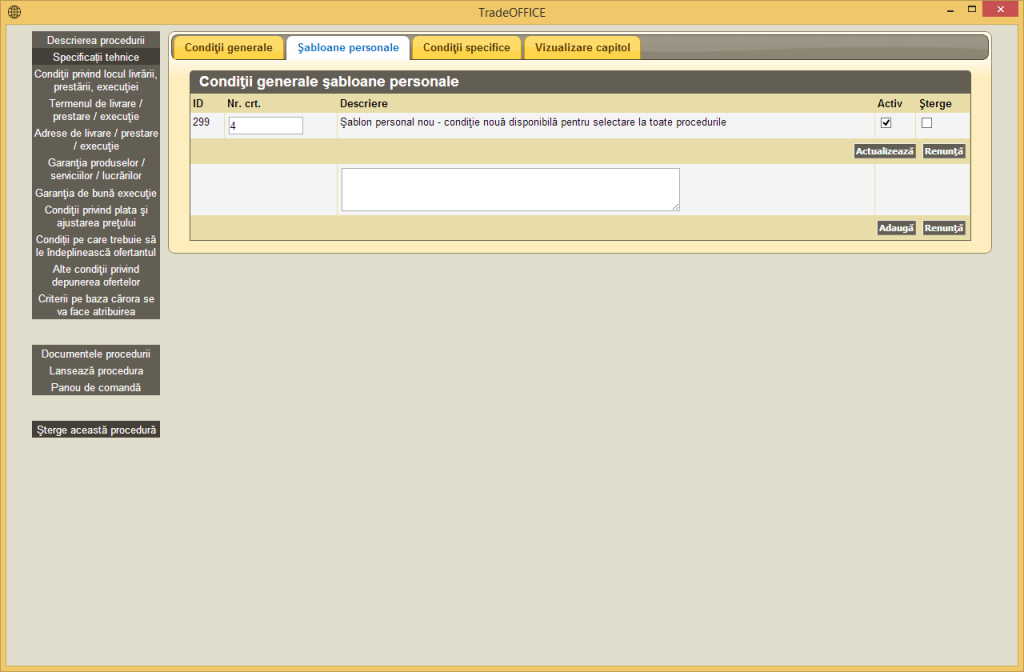 TradeOFFICE
Descrierea procedurii
Specificații tehnice
Condiţii privind locul livrării,
prestării, execuţiei
Termenul de livrare /
prestare / execuţie
Adrese de livrare / prestare
/ execuţie
Garanţia produselor /
serviciilor / lucrărilor
Garanţia de bună execuţie
Condiţii privind plata şi
ajustarea preţului
Condiții pe care trebuie să
le îndeplinească ofertantul
Alte condiţii privind
depunerea ofertelor
Criterii pe baza cărora se
va face atribuirea
Documentele procedurii
Lansează procedura
Panou de comandă
Şterge această procedură
Condiţii generale
Şabloane personale
Condiţii specifice
Vizualizare capitol
Condiţii generale şabloane personale
ID Nr. crt. Descriere Activ Şterge
299 4 Şablon personal nou - condiţie nouă disponibilă pentru selectare la toate procedurile
Actualizează Renunţă
Adaugă Renunţă